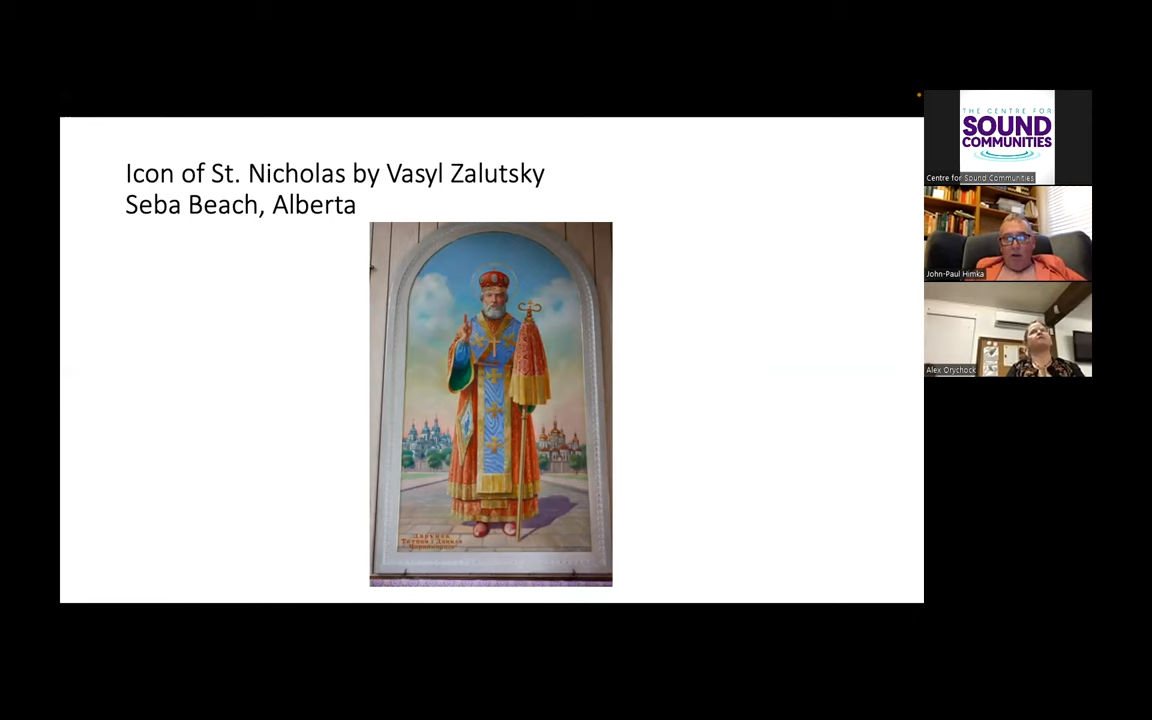 Icon of St. Nicholas by Vasyl Zalutsky
Seba Beach, Alberta
THE CENTRE FOR
SOUND
COMMUNITIES
Centre for Sound Communities
John-Paul Himka
Alex Orychock